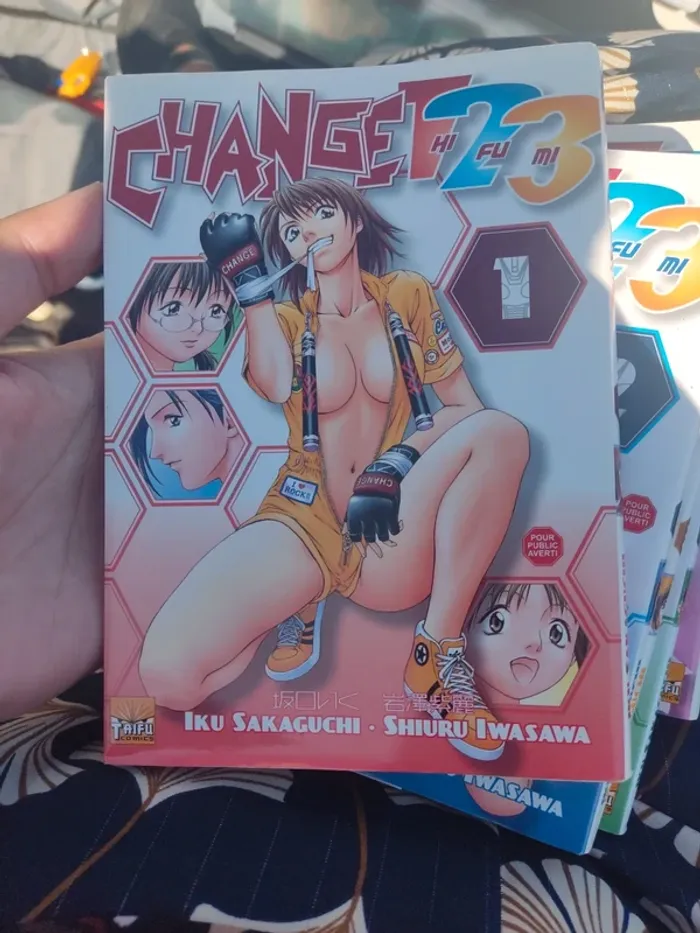 CHANGE 123
HI FU MI
1
CHANGE
I ♥ ROCKS
CHANGE
POUR PUBLIC AVERTI
坂口いく 岩澤紫麗
IKU SAKAGUCHI · SHIURU IWASAWA
TAIFU COMICS
23
FU MI
2
POUR PUBLIC AVERTI
IWASAWA